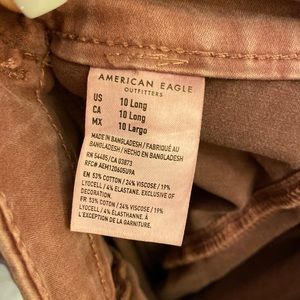 AMERICAN EAGLE
OUTFITTERS
US 10 Long
CA 10 Long
MX 10 Largo
MADE IN BANGLADESH / FABRIQUÉ AU
BANGLADESH / HECHO EN BANGLADESH
RN 54485/CA 03873
RFC# AEM120605U9A
EN 53% COTTON / 24% VISCOSE / 19%
LYOCELL / 4% ELASTANE. EXCLUSIVE OF
DECORATION.
FR 53% COTON / 24% VISCOSE / 19%
LYOCELL / 4% ÉLASTHANNE. À
L'EXCEPTION DE LA GARNITURE.